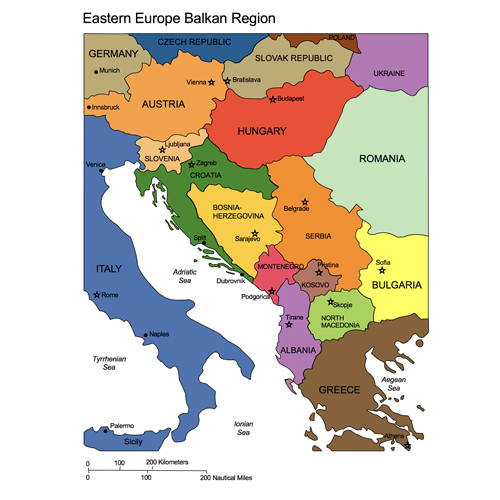 Eastern Europe Balkan Region
POLAND
CZECH REPUBLIC
GERMANY
SLOVAK REPUBLIC
UKRAINE
Munich
Vienna
Bratislava
Budapest
Innsbruck
AUSTRIA
HUNGARY
Ljubljana
SLOVENIA
Zagreb
Venice
CROATIA
ROMANIA
BOSNIA-
HERZEGOVINA
Belgrade
Sarajevo
SERBIA
Split
ITALY
Adriatic
Sea
Dubrovnik
MONTENEGRO
Pristina
KOSOVO
Sofia
BULGARIA
Rome
Podgorica
Skopje
Tirane
NORTH
MACEDONIA
Naples
ALBANIA
Tyrrhenian
Sea
GREECE
Aegean
Sea
Ionian
Sea
Palermo
Sicily
Athens
0 100 200 Kilometers
0 100 200 Nautical Miles